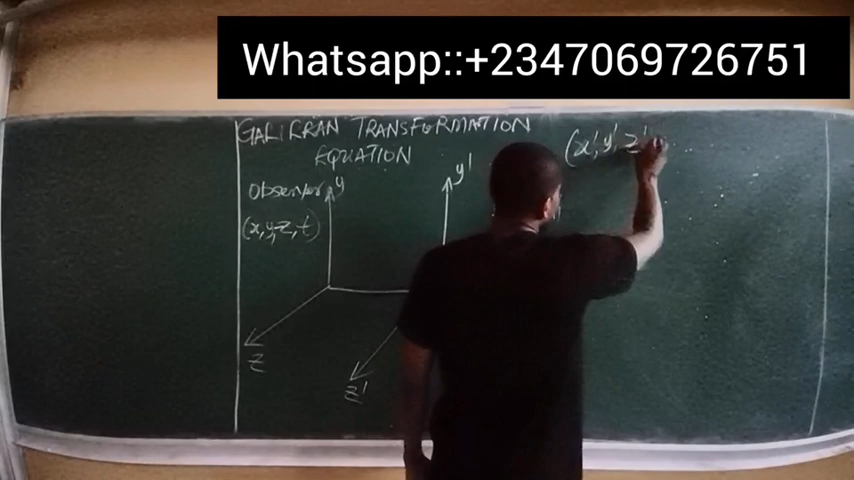 Whatsapp::+2347069726751
GALILEAN TRANSFORMATION
EQUATION
Observer
(x,y,z,t)
y
z
y'
z'
(x',y',z'